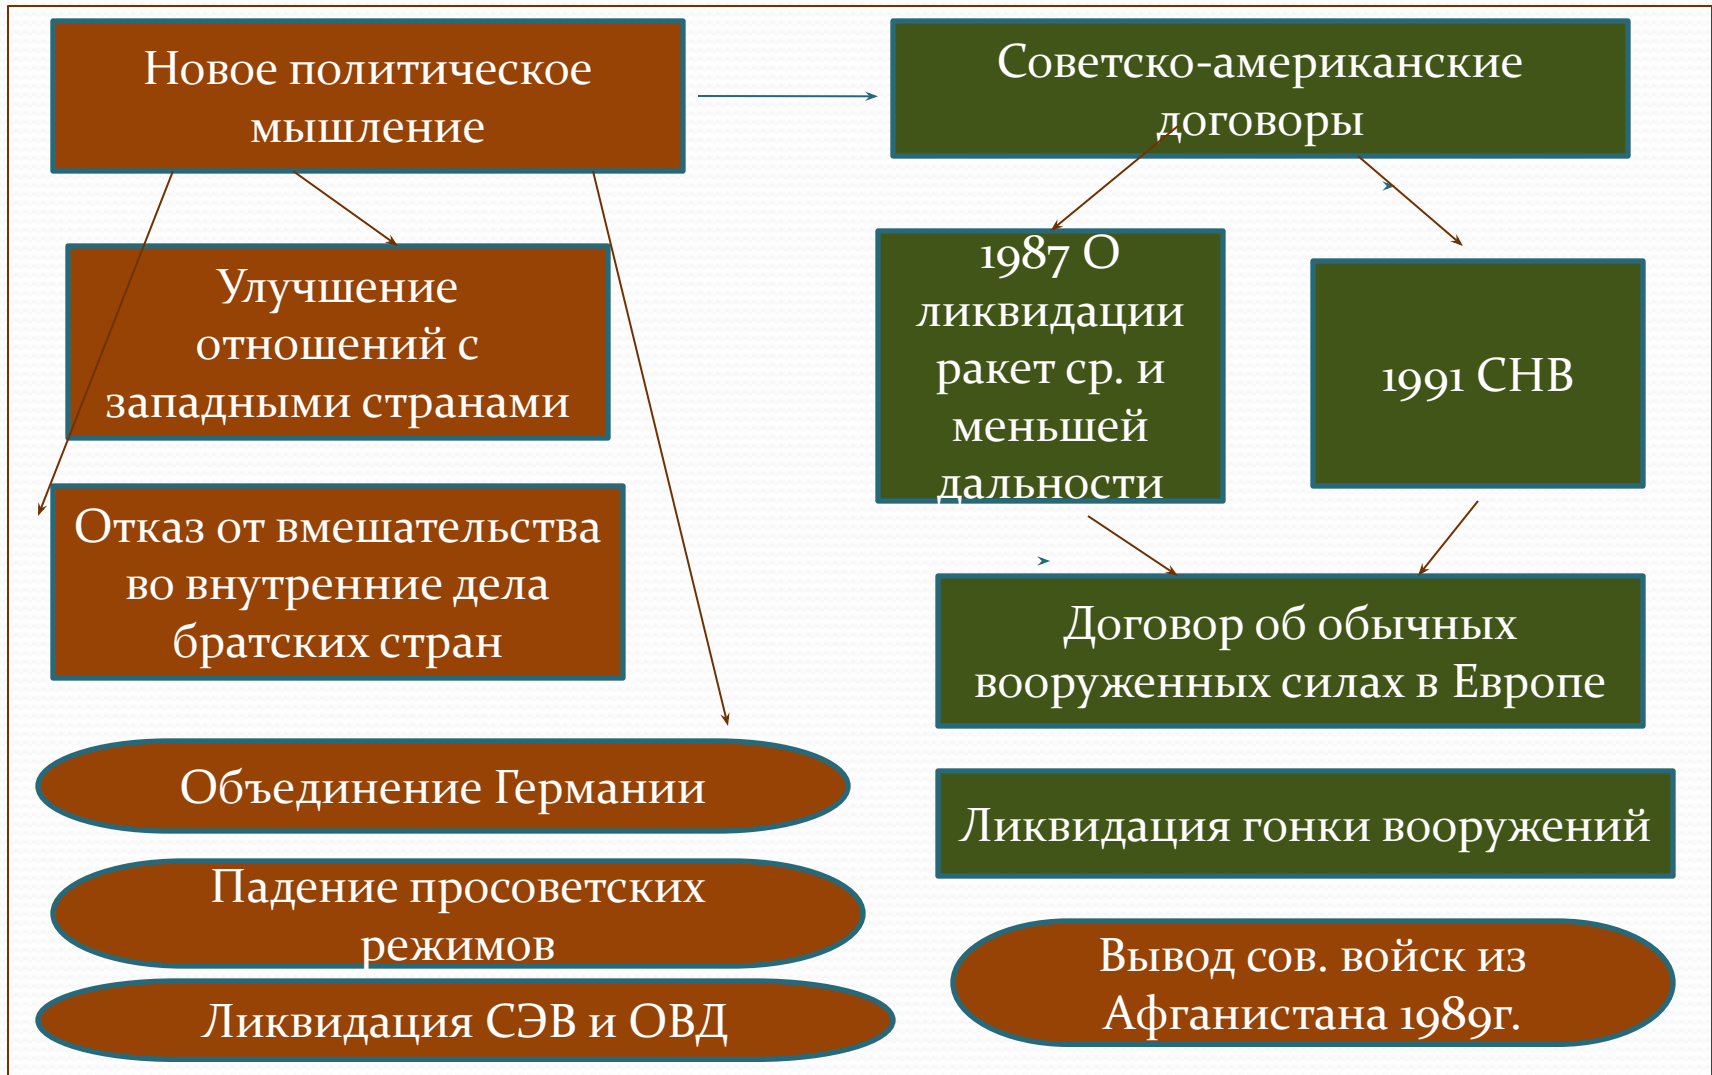 Новое политическое
мышление
Советско-американские
договоры
Улучшение
отношений с
западными странами
1987 О
ликвидации
ракет ср. и
меньшей
дальности
1991 СНВ
Отказ от вмешательства
во внутренние дела
братских стран
Договор об обычных
вооруженных силах в Европе
Объединение Германии
Ликвидация гонки вооружений
Падение просоветских
режимов
Вывод сов. войск из
Афганистана 1989г.
Ликвидация СЭВ и ОВД